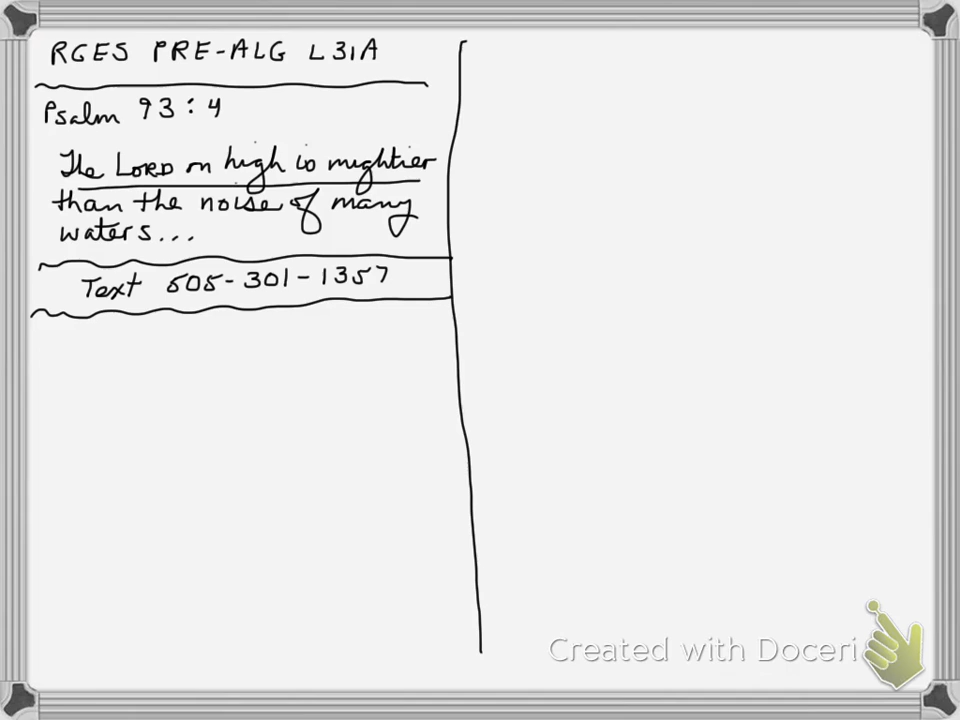 RGES PRE-ALG L31A
Psalm 93:4
The LORD on high is mightier
than the noise of many
waters...
Text 505-301-1357
Created with Doceri